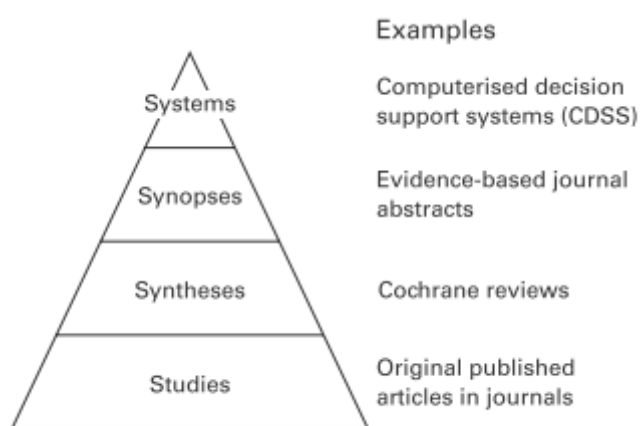 Examples
Systems
Computerised decision
support systems (CDSS)
Synopses
Evidence-based journal
abstracts
Syntheses
Cochrane reviews
Studies
Original published
articles in journals